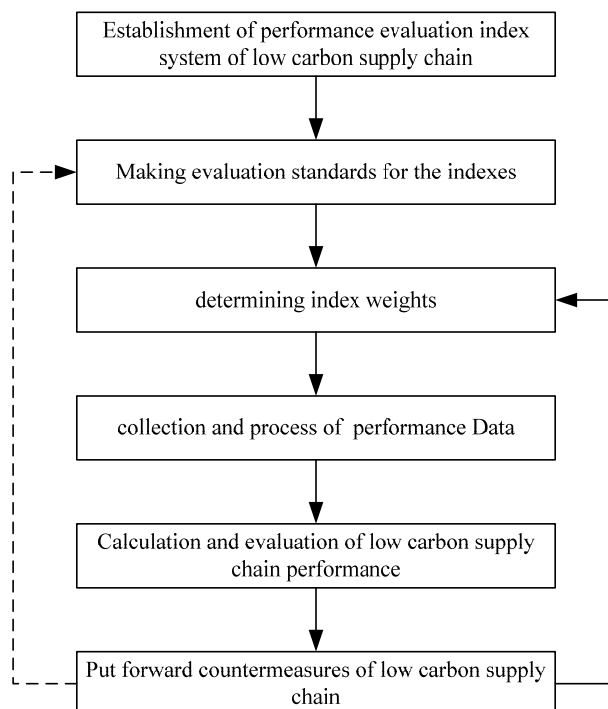 Establishment of performance evaluation index
system of low carbon supply chain
Making evaluation standards for the indexes
determining index weights
collection and process of performance Data
Calculation and evaluation of low carbon supply
chain performance
Put forward countermeasures of low carbon supply
chain